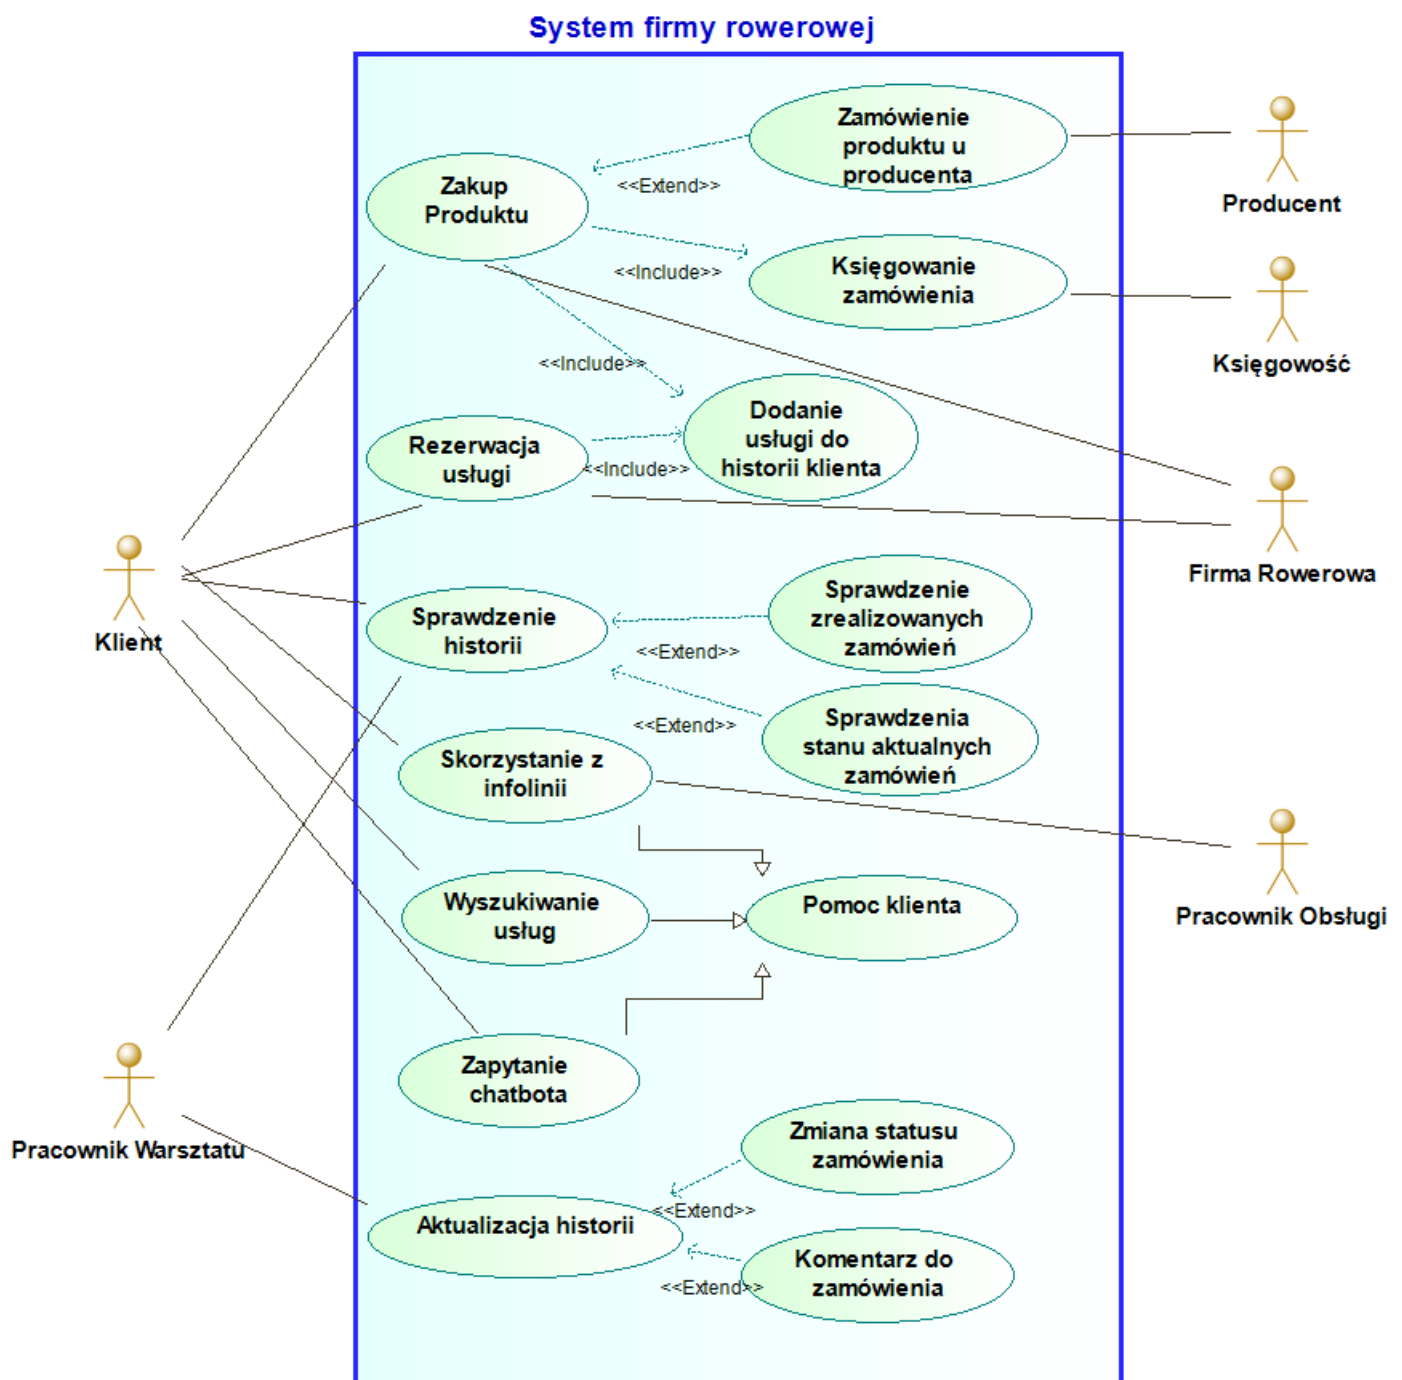 System firmy rowerowej
Zamówienie
produktu u
producenta
Producent
Zakup
Produktu
<<Extend>>
<<Include>>
Księgowanie
zamówienia
Księgowość
<<Include>>
Dodanie
usługi do
historii klienta
Rezerwacja
usługi
<<Include>>
Firma Rowerowa
Klient
Sprawdzenie
historii
Sprawdzenie
zrealizowanych
zamówień
<<Extend>>
<<Extend>>
Sprawdzenia
stanu aktualnych
zamówień
Skorzystanie z
infolinii
Wyszukiwanie
usług
Pomoc klienta
Pracownik Obsługi
Zapytanie
chatbota
Pracownik Warsztatu
Zmiana statusu
zamówienia
<<Extend>>
Aktualizacja historii
Komentarz do
zamówienia
<<Extend>>